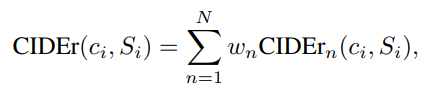 CIDEr(c_i, S_i) = \sum_{n=1}^{N} w_n CIDEr_n(c_i, S_i),